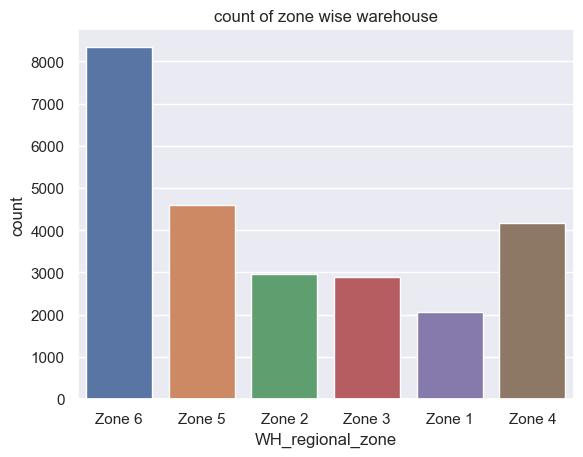 count of zone wise warehouse
8000
7000
6000
5000
4000
3000
2000
1000
0
count
Zone 6 Zone 5 Zone 2 Zone 3 Zone 1 Zone 4
WH_regional_zone